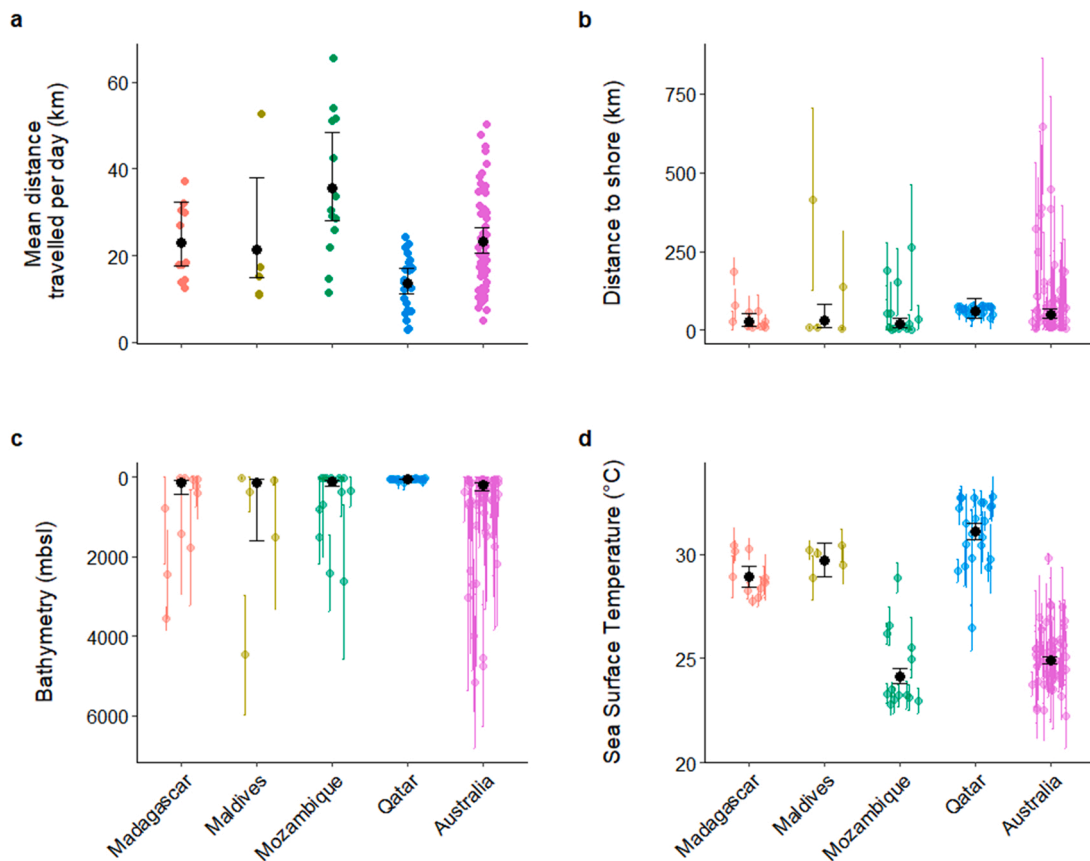 a
Mean distance
travelled per day (km)
60
40
20
0
b
Distance to shore (km)
750
500
250
0
c
Bathymetry (mbsl)
0
2000
4000
6000
Madagascar
Maldives
Mozambique
Qatar
Australia
d
Sea Surface Temperature (°C)
30
25
20
Madagascar
Maldives
Mozambique
Qatar
Australia